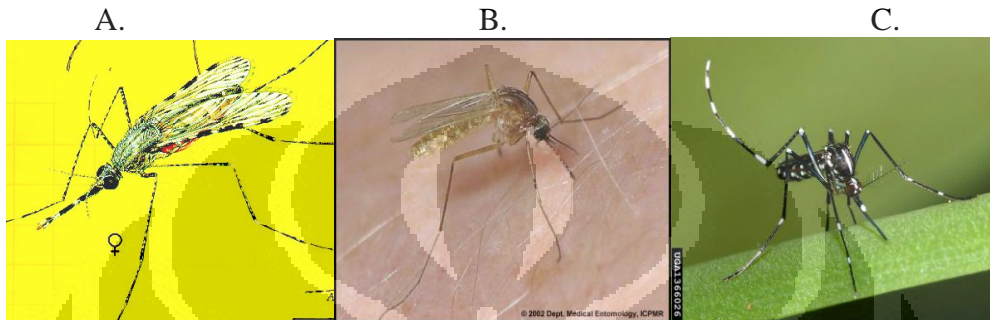 A.
B.
C.
♀
A
UGA1366026
© 2002 Dept. Medical Entomology, ICPMR